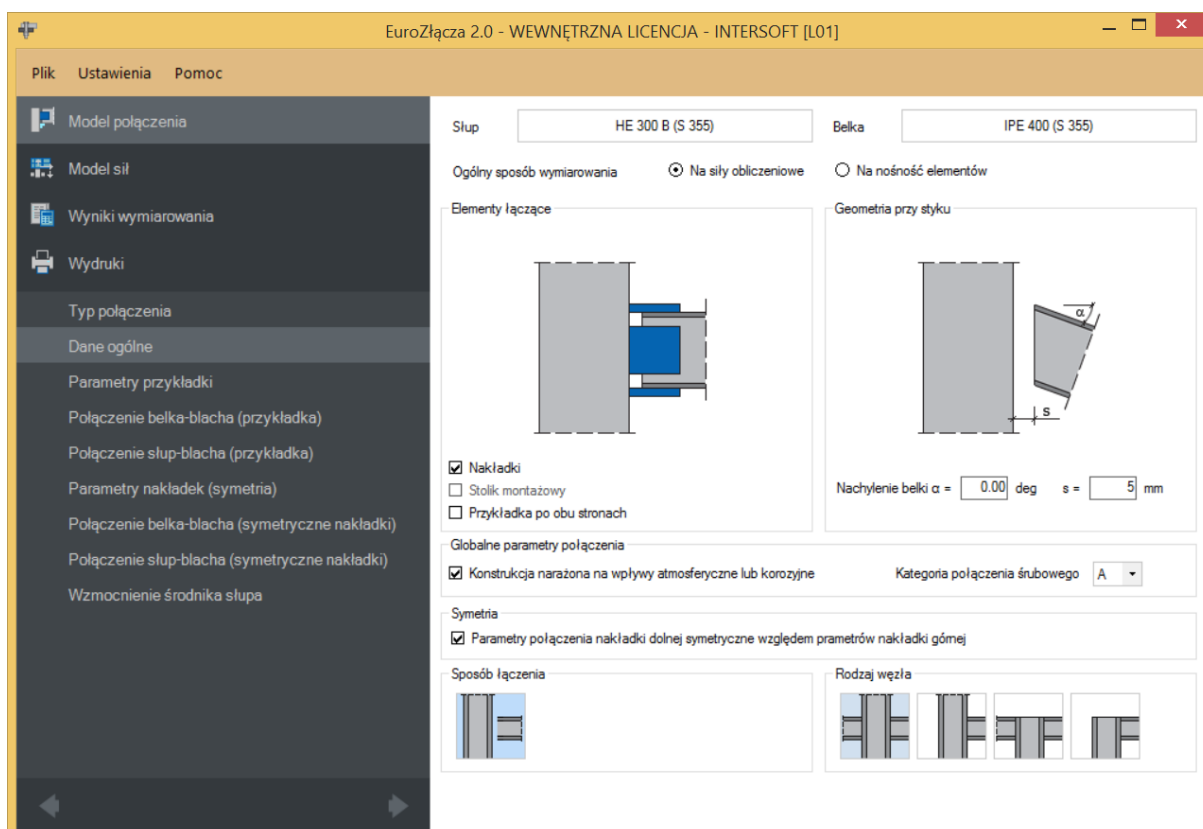 EuroZłącza 2.0 - WEWNĘTRZNA LICENCJA - INTERSOFT [L01]
Plik Ustawienia Pomoc
Model połączenia
Model sił
Wyniki wymiarowania
Wydruki
Typ połączenia
Dane ogólne
Parametry przykładki
Połączenie belka-blacha (przykładka)
Połączenie słup-blacha (przykładka)
Parametry nakładek (symetria)
Połączenie belka-blacha (symetryczne nakładki)
Połączenie słup-blacha (symetryczne nakładki)
Wzmocnienie środnika słupa
Słup HE 300 B (S 355) Belka IPE 400 (S 355)
Ogólny sposób wymiarowania Na siły obliczeniowe Na nośność elementów
Elementy łączące
Nakładki
Stolik montażowy
Przykładka po obu stronach
Geometria przy styku
α
s
Nachylenie belki α = 0.00 deg s = 5 mm
Globalne parametry połączenia
Konstrukcja narażona na wpływy atmosferyczne lub korozyjne Kategoria połączenia śrubowego A
Symetria
Parametry połączenia nakładki dolnej symetryczne względem prametrów nakładki górnej
Sposób łączenia
Rodzaj węzła